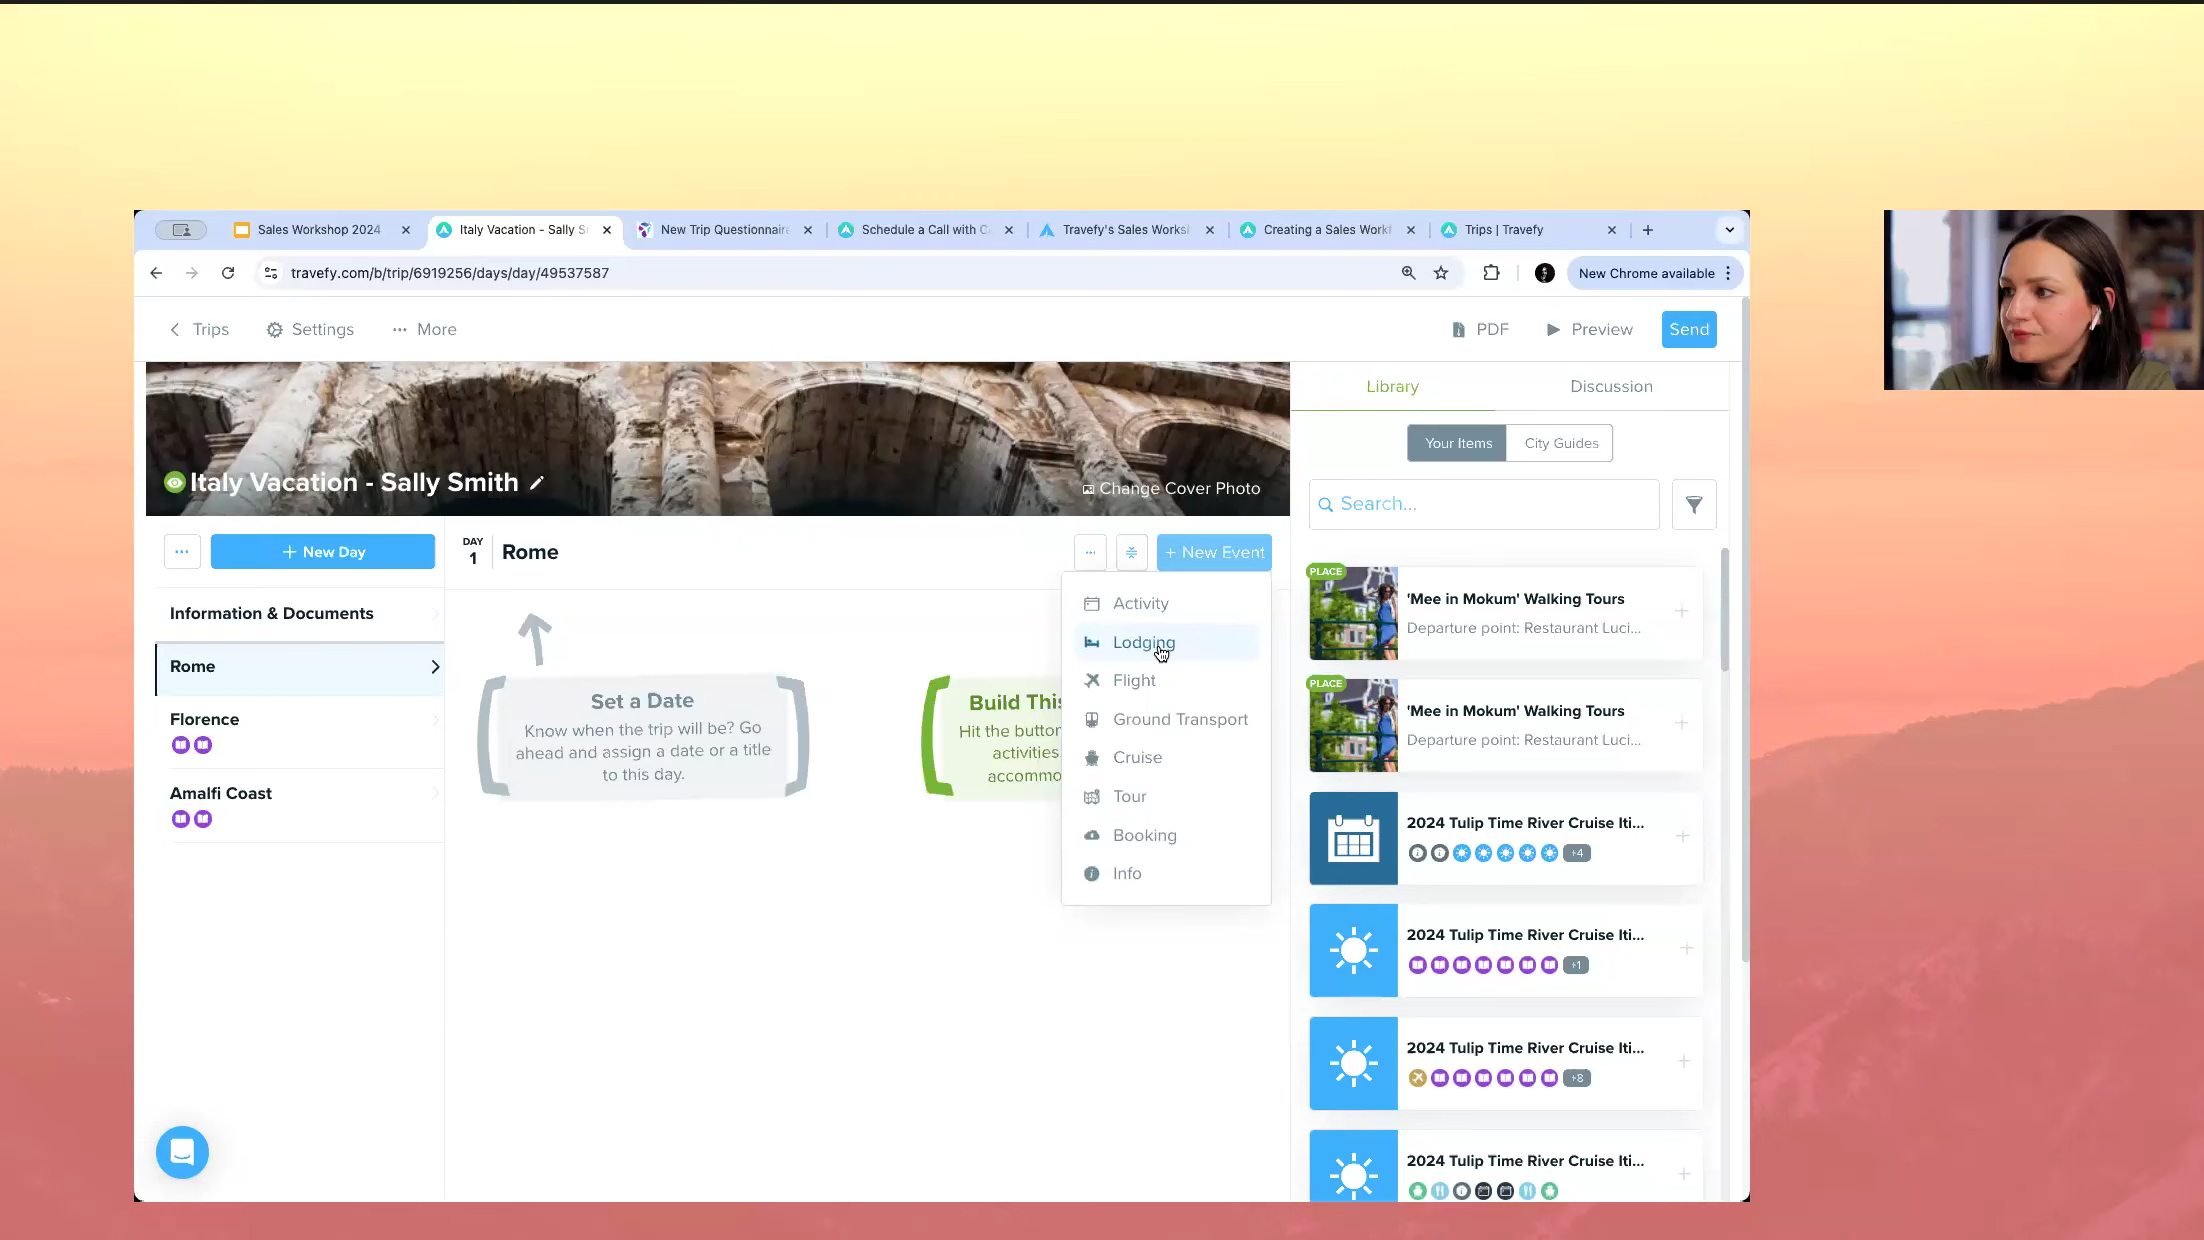 Sales Workshop 2024
Italy Vacation - Sally S
New Trip Questionnair
Schedule a Call with C
Travefy's Sales Works
Creating a Sales Workf
Trips | Travefy
travefy.com/b/trip/6919256/days/day/49537587
New Chrome available
Trips
Settings
More
PDF
Preview
Send
Italy Vacation - Sally Smith
Change Cover Photo
+ New Day
Information & Documents
Rome
Florence
Amalfi Coast
DAY
1
Rome
+ New Event
Set a Date
Know when the trip will be? Go
ahead and assign a date or a title
to this day.
Build This
Hit the button
activities
accommo
Activity
Lodging
Flight
Ground Transport
Cruise
Tour
Booking
Info
Library
Discussion
Your Items
City Guides
Search...
PLACE
'Mee in Mokum' Walking Tours
Departure point: Restaurant Luci...
PLACE
'Mee in Mokum' Walking Tours
Departure point: Restaurant Luci...
2024 Tulip Time River Cruise Iti...
+4
2024 Tulip Time River Cruise Iti...
+1
2024 Tulip Time River Cruise Iti...
+8
2024 Tulip Time River Cruise Iti...